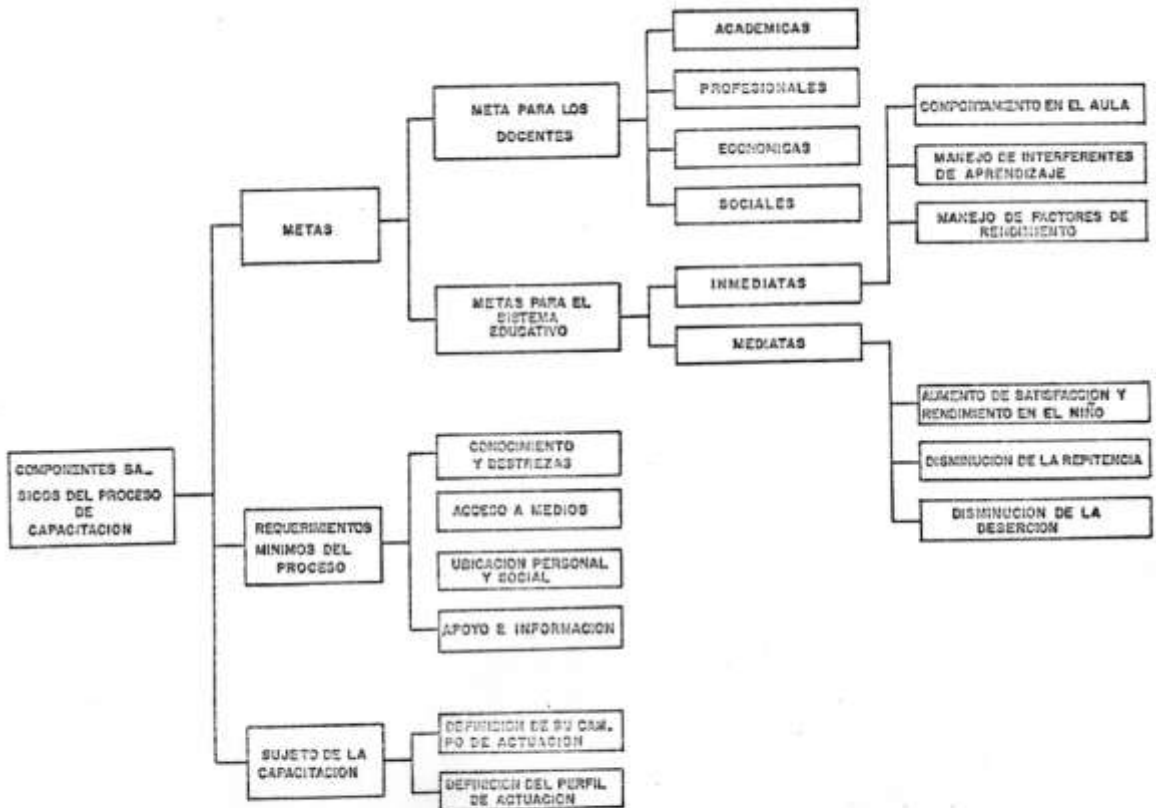 COMPONENTES BA_
SICOS DEL PROCESO
DE
CAPACITACION
METAS
META PARA LOS
DOCENTES
ACADEMICAS
PROFESIONALES
ECONOMICAS
SOCIALES
METAS PARA EL
SISTEMA
EDUCATIVO
INMEDIATAS
COMPORTAMIENTO EN EL AULA
MANEJO DE INTERFERENTES
DE APRENDIZAJE
MANEJO DE FACTORES DE
RENDIMIENTO
MEDIATAS
AUMENTO DE SATISFACCION Y
RENDIMIENTO EN EL NIÑO
DISMINUCION DE LA REPITENCIA
DISMINUCION DE LA
DESERCION
REQUERIMIENTOS
MINIMOS DEL
PROCESO
CONOCIMIENTO
Y DESTREZAS
ACCESO A MEDIOS
UBICACION PERSONAL
Y SOCIAL
APOYO E INFORMACION
SUJETO DE LA
CAPACITACION
DEFINICION DE SU CAM_
PO DE ACTUACION
DEFINICION DEL PERFIL
DE ACTUACION